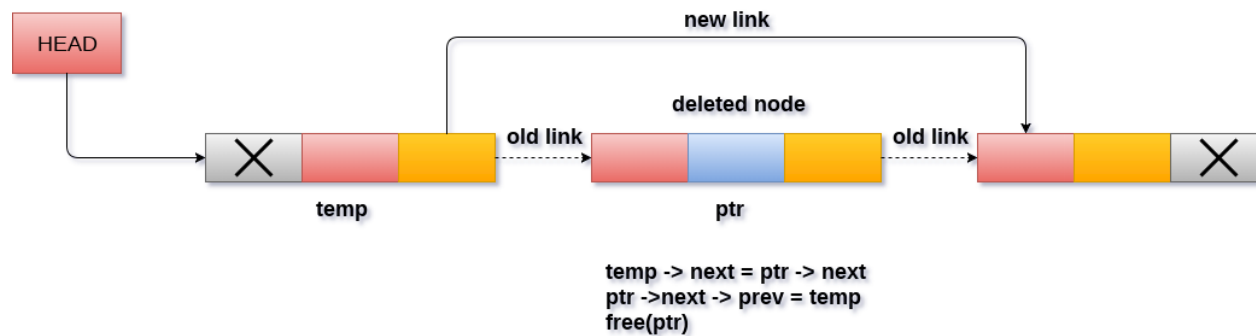 new link
HEAD
deleted node
old link
old link
temp
ptr
temp -> next = ptr -> next
ptr ->next -> prev = temp
free(ptr)